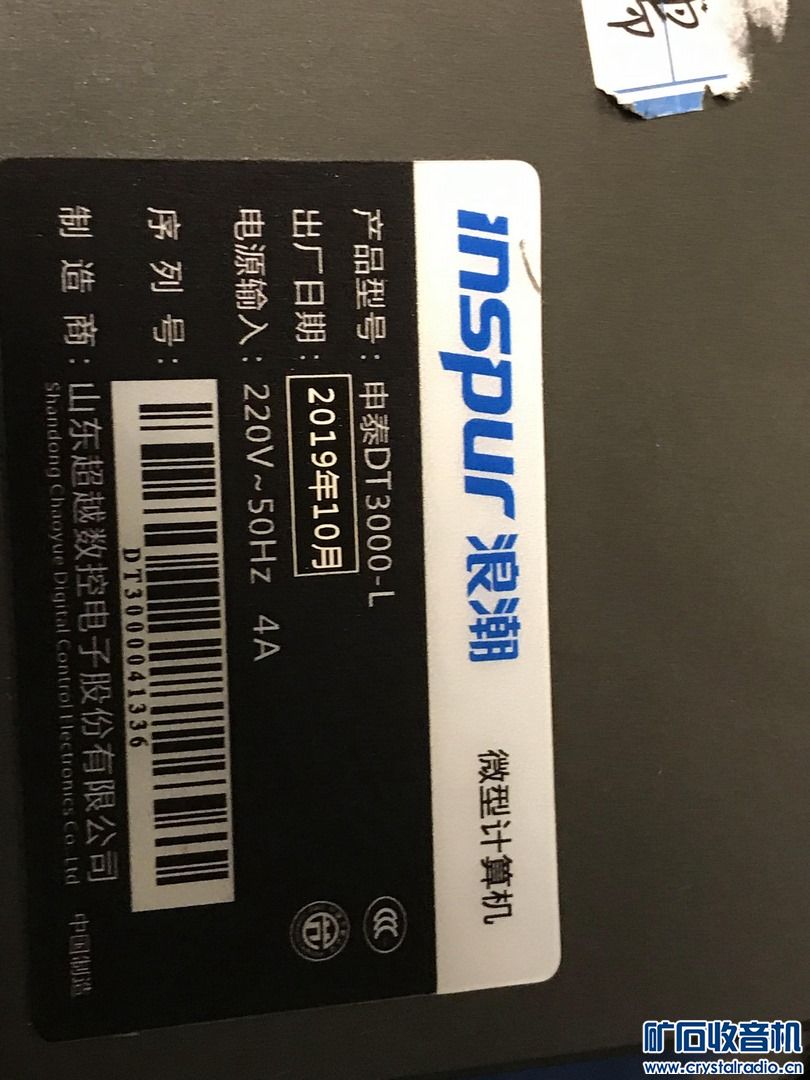 inspur 浪潮 微型计算机
产品型号：申泰DT3000-L
出厂日期：2019年10月
电源输入：220V~50Hz 4A
序列号：
DT3000041336
制造商：山东超越数控电子股份有限公司
Shandong Chaoyue Digital Control Electronics Co.Ltd
中国制造
矿石收音机
www.crystalradio.cn